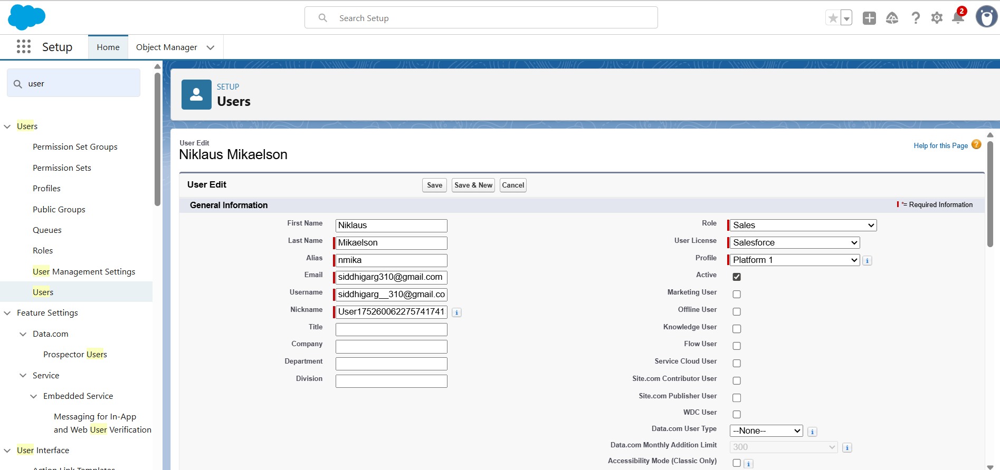 2
Search Setup
Setup
Home
Object Manager
user
Users
Permission Set Groups
Permission Sets
Profiles
Public Groups
Queues
Roles
User Management Settings
Users
Feature Settings
Data.com
Prospector Users
Service
Embedded Service
Messaging for In-App
and Web User Verification
User Interface
Action Link Templates
SETUP
Users
User Edit
Niklaus Mikaelson
Help for this Page
User Edit
Save
Save & New
Cancel
General Information
*= Required Information
First Name Niklaus
Last Name Mikaelson
Alias nmika
Email siddhigarg310@gmail.com
Username siddhigarg__310@gmail.co
Nickname User175260062275741741
Title
Company
Department
Division
Role Sales
User License Salesforce
Profile Platform 1
Active
Marketing User
Offline User
Knowledge User
Flow User
Service Cloud User
Site.com Contributor User
Site.com Publisher User
WDC User
Data.com User Type --None--
Data.com Monthly Addition Limit 300
Accessibility Mode (Classic Only)